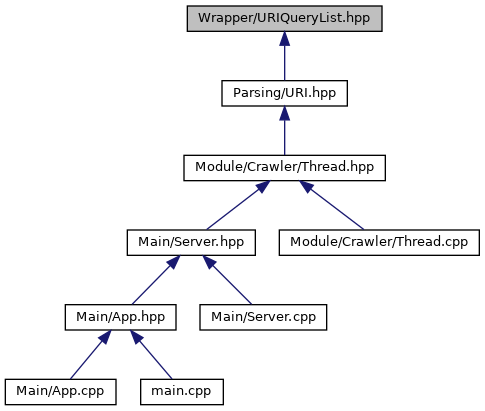 Wrapper/URIQueryList.hpp
Parsing/URI.hpp
Module/Crawler/Thread.hpp
Main/Server.hpp
Module/Crawler/Thread.cpp
Main/App.hpp
Main/Server.cpp
Main/App.cpp
main.cpp